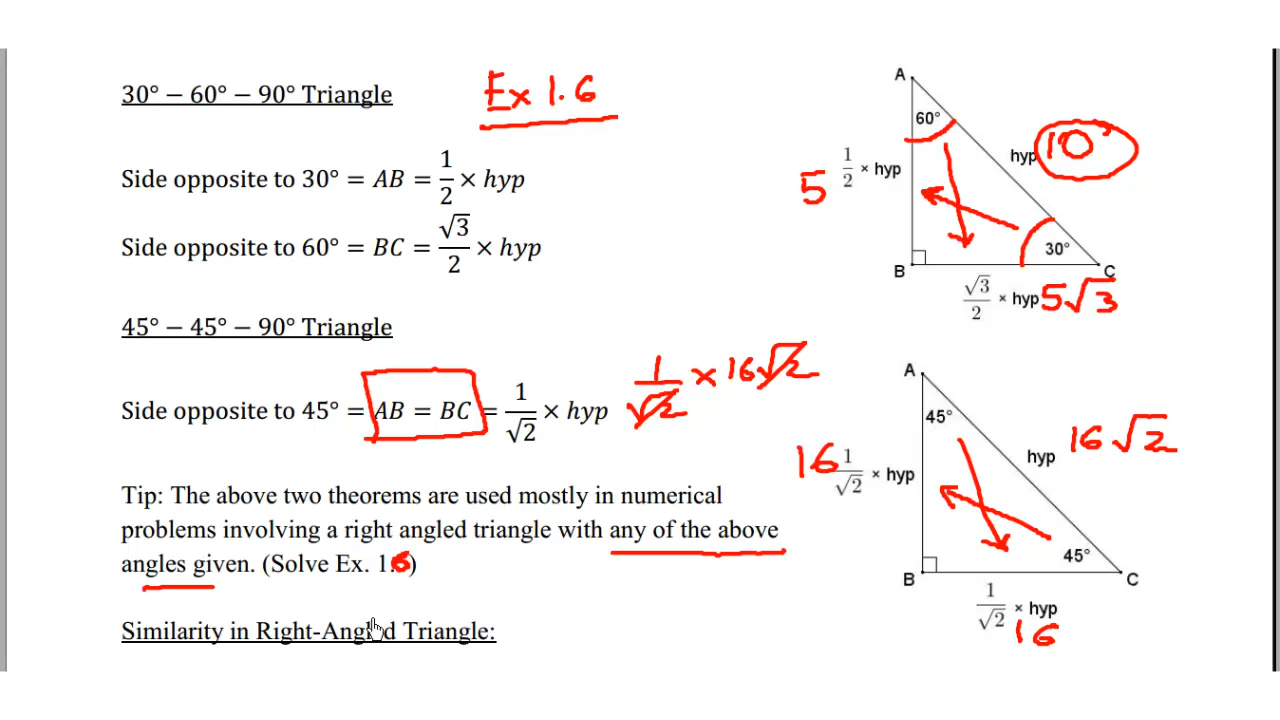 30° − 60° − 90° Triangle
Ex 1.6
Side opposite to 30° = AB = 1/2 × hyp
Side opposite to 60° = BC = √3/2 × hyp
45° − 45° − 90° Triangle
Side opposite to 45° = AB = BC = 1/√2 × hyp
1/√2 × 16√2
Tip: The above two theorems are used mostly in numerical
problems involving a right angled triangle with any of the above
angles given. (Solve Ex. 16)
Similarity in Right-Angled Triangle:
A
60°
hyp 10
5 1/2 × hyp
30°
B
C
√3/2 × hyp 5√3
A
45°
hyp 16√2
16 1/√2 × hyp
45°
B
C
1/√2 × hyp
16